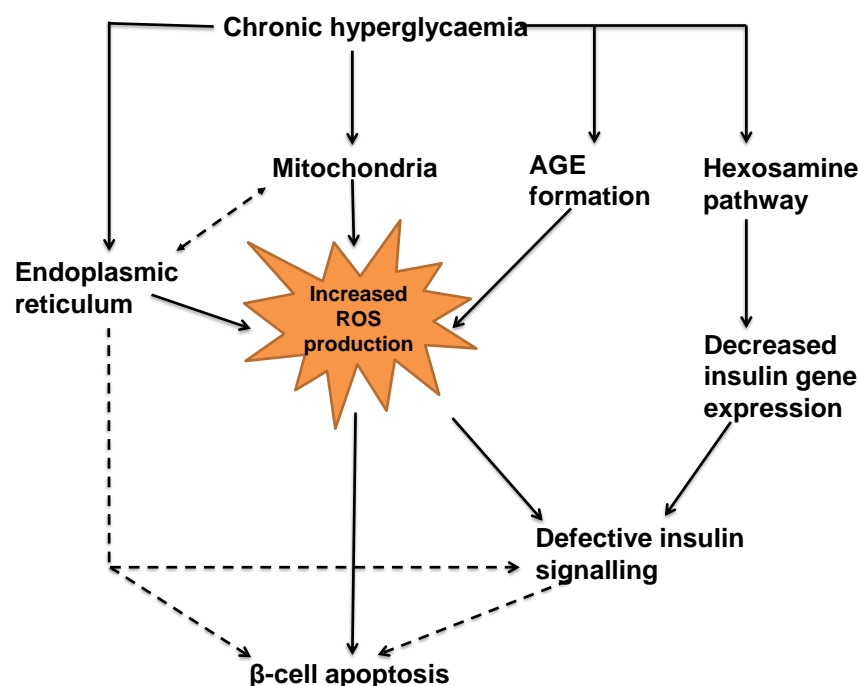 Chronic hyperglycaemia
Mitochondria
AGE
formation
Hexosamine
pathway
Endoplasmic
reticulum
Increased
ROS
production
Decreased
insulin gene
expression
Defective insulin
signalling
β-cell apoptosis